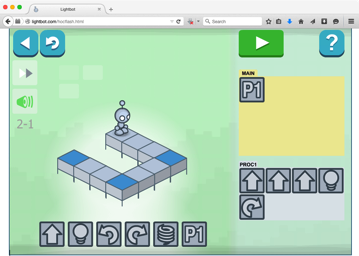 Lightbot
lightbot.com/hocflash.html
Search
?
2-1
MAIN
P1
PROC1
P1